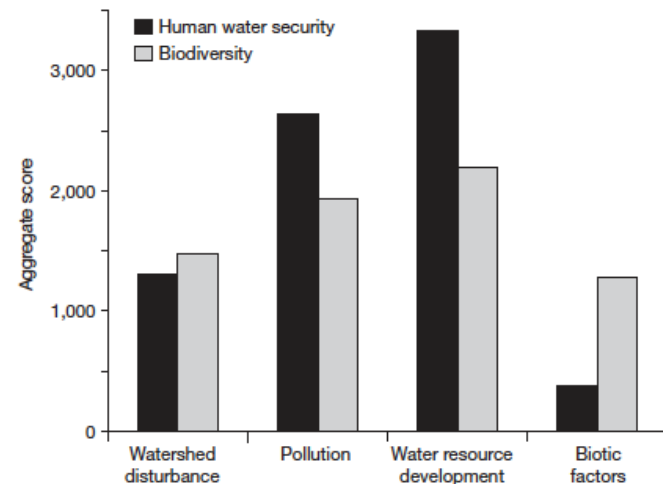 Human water security
Biodiversity
3,000
2,000
1,000
0
Aggregate score
Watershed
disturbance
Pollution
Water resource
development
Biotic
factors